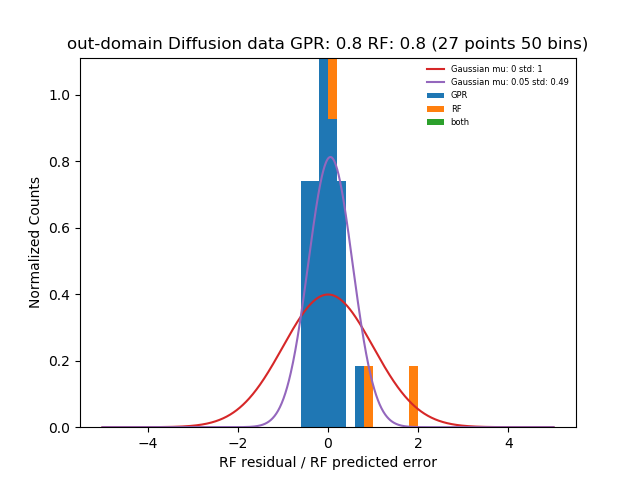 out-domain Diffusion data GPR: 0.8 RF: 0.8 (27 points 50 bins)
Gaussian mu: 0 std: 1
Gaussian mu: 0.05 std: 0.49
GPR
RF
both
Normalized Counts
1.0
0.8
0.6
0.4
0.2
0.0
−4 −2 0 2 4
RF residual / RF predicted error